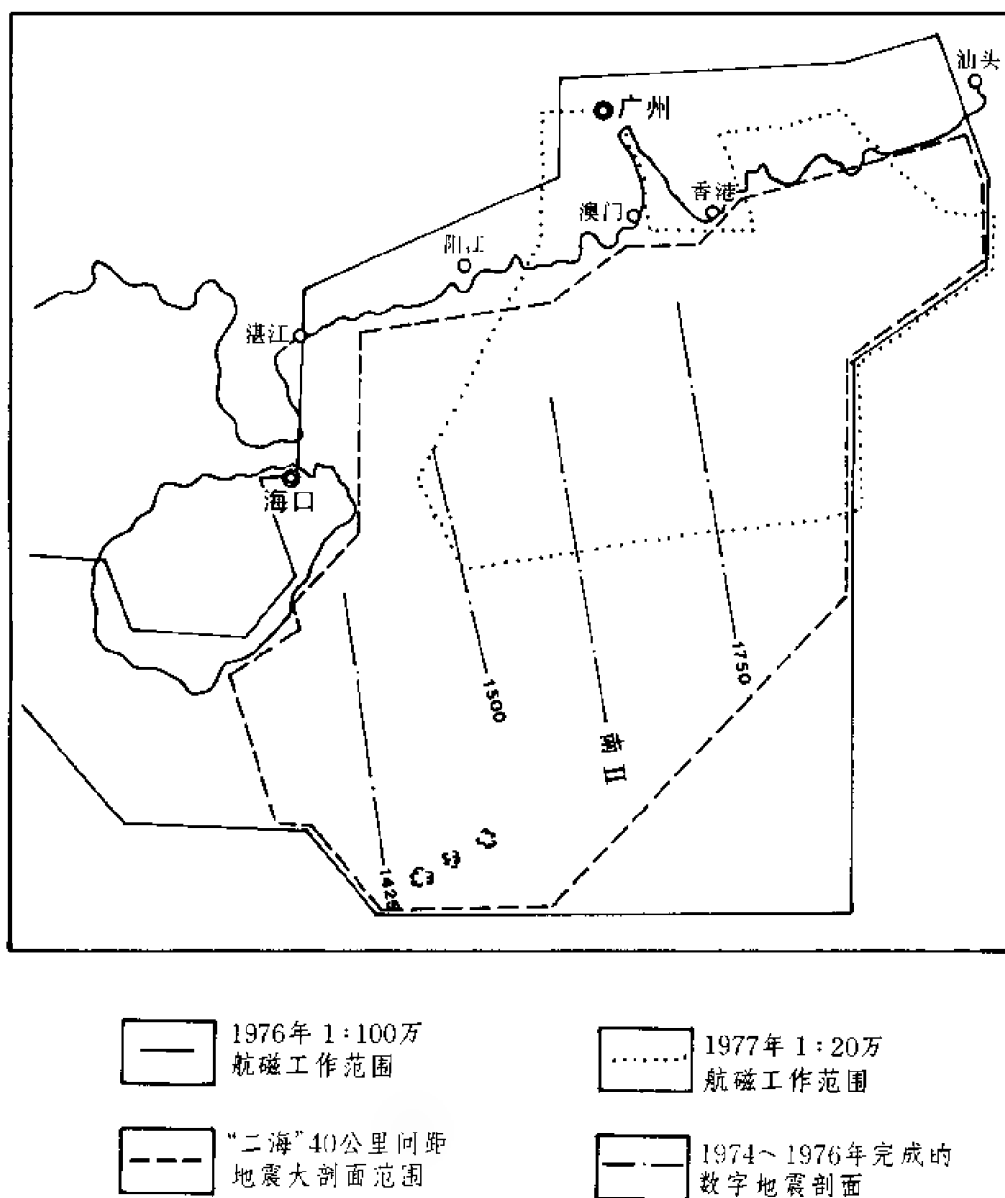 汕头
广州
香港
澳门
阳江
湛江
海口
1750
1500
南 II
1425
1976年 1:100万
航磁工作范围
1977年 1:20万
航磁工作范围
"二海"40公里间距
地震大剖面范围
1974～1976年完成的
数字地震剖面